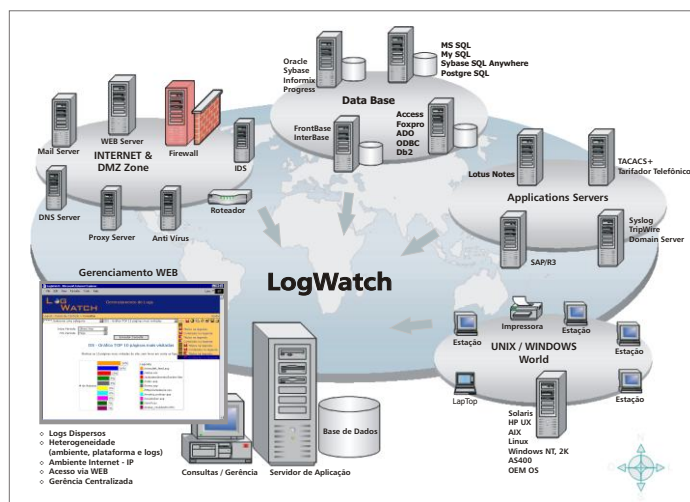 Oracle
Sybase
Informix
Progress
MS SQL
My SQL
Sybase SQL Anywhere
Postgre SQL
Data Base
FrontBase
InterBase
Access
Foxpro
ADO
ODBC
Db2
Mail Server
WEB Server
Firewall
INTERNET &
DMZ Zone
IDS
DNS Server
Proxy Server
Anti Vírus
Roteador
Lotus Notes
TACACS+
Tarifador Telefônico
Applications Servers
SAP/R3
Syslog
TripWire
Domain Server
Gerenciamento WEB
LogWatch
LOG
WATCH
Gerenciamento de Logs
Impressora
Estação
Estação
Estação
UNIX / WINDOWS
World
LapTop
Estação
Solaris
HP UX
AIX
Linux
Windows NT, 2K
AS400
OEM OS
Logs Dispersos
Heterogeneidade
(ambiente, plataforma e logs)
Ambiente Internet - IP
Acesso via WEB
Gerência Centralizada
Consultas / Gerência
Servidor de Aplicação
Base de Dados